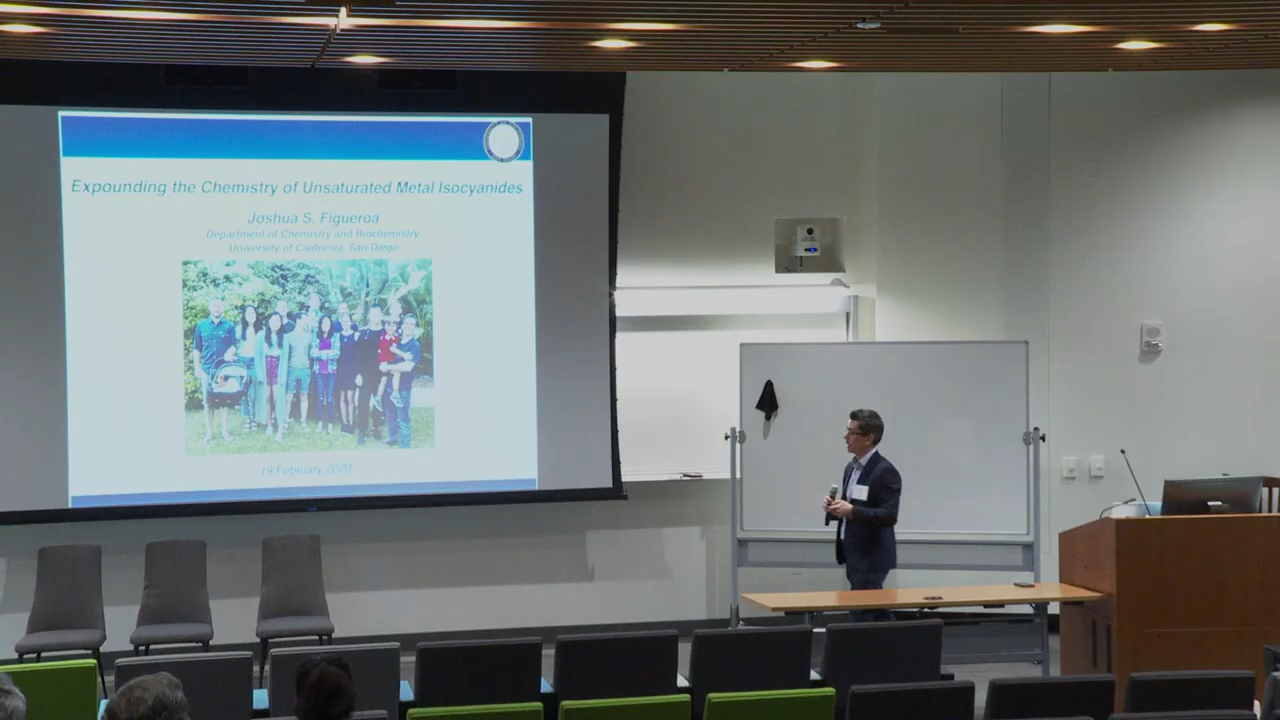 Expounding the Chemistry of Unsaturated Metal Isocyanides
Joshua S. Figueroa
Department of Chemistry and Biochemistry
University of California, San Diego
19 February 2020